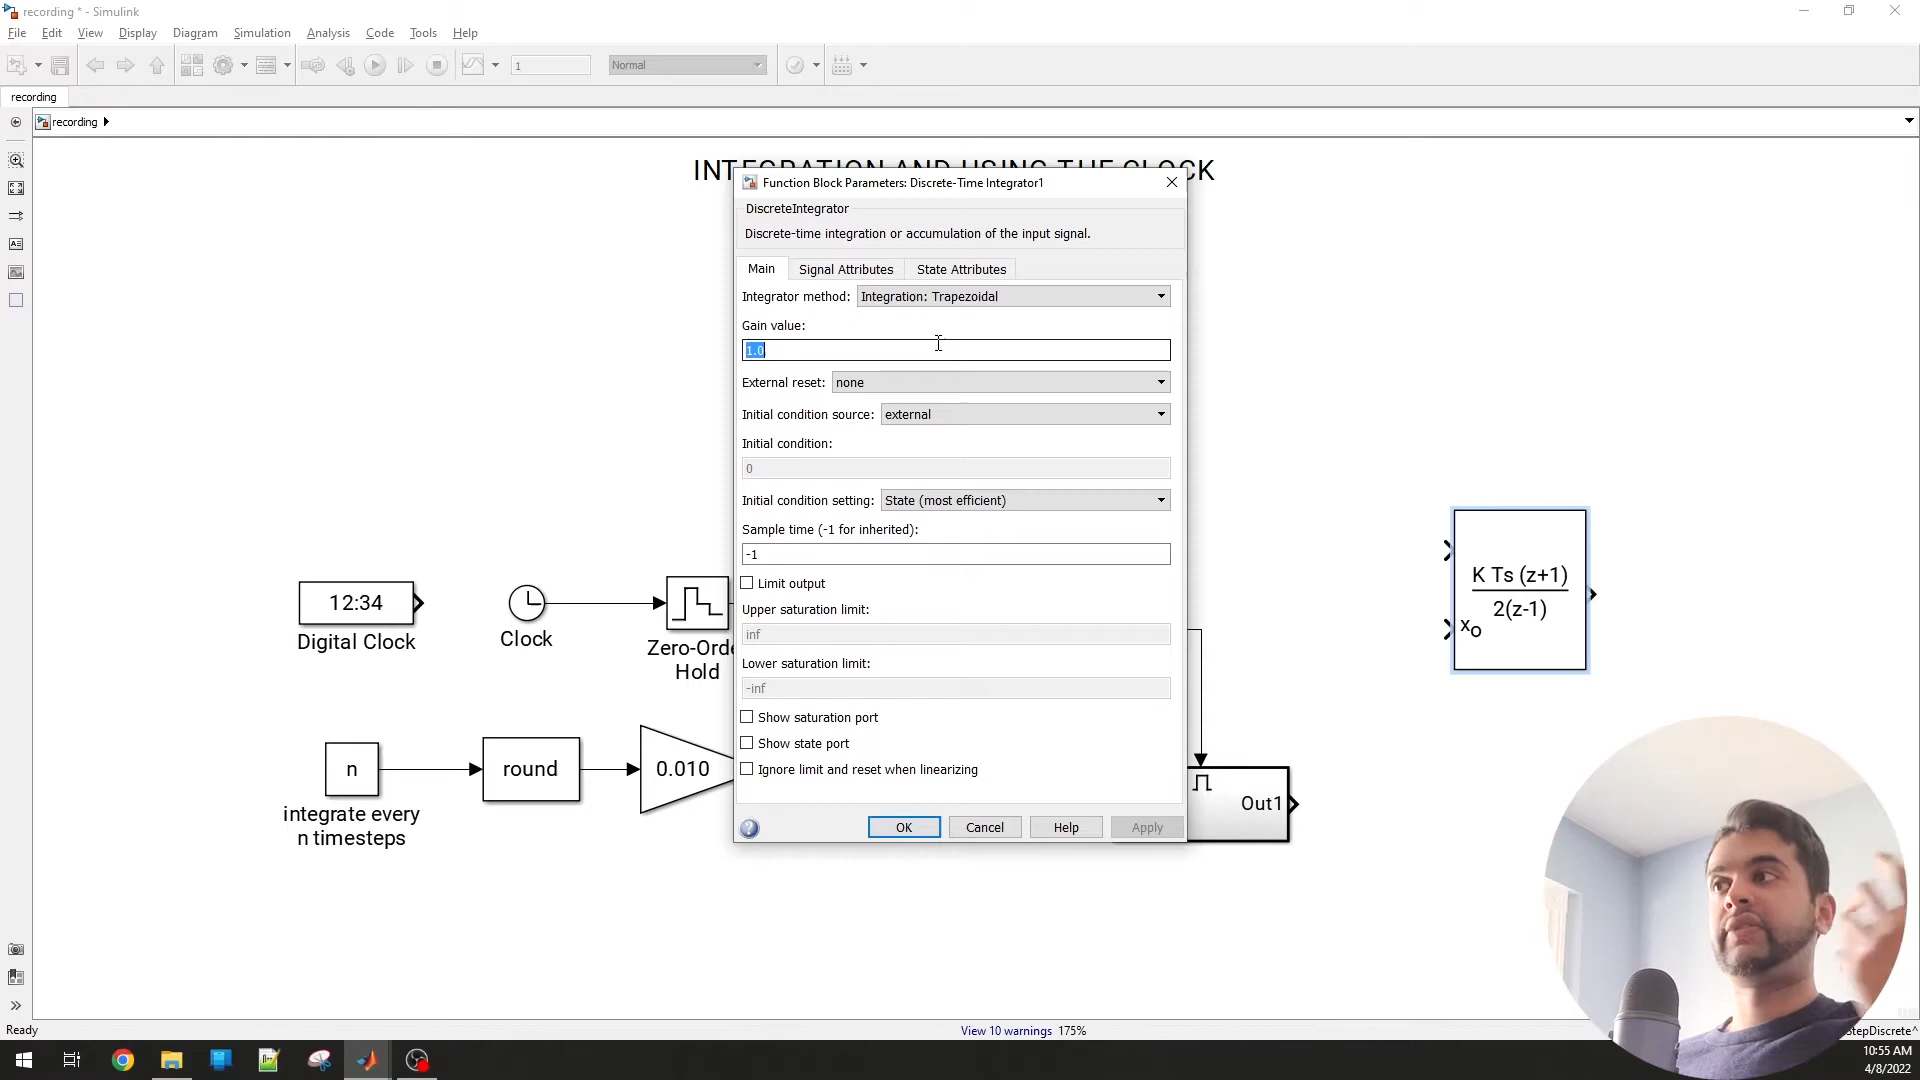 recording * - Simulink
File Edit View Display Diagram Simulation Analysis Code Tools Help
1
Normal
recording
recording
INTEGRATION AND USING THE CLOCK
Function Block Parameters: Discrete-Time Integrator1
DiscreteIntegrator
Discrete-time integration or accumulation of the input signal.
Main Signal Attributes State Attributes
Integrator method: Integration: Trapezoidal
Gain value:
1.0
External reset: none
Initial condition source: external
Initial condition:
0
Initial condition setting: State (most efficient)
Sample time (-1 for inherited):
-1
Limit output
Upper saturation limit:
inf
Lower saturation limit:
-inf
Show saturation port
Show state port
Ignore limit and reset when linearizing
OK Cancel Help Apply
12:34
Digital Clock
Clock
Zero-Orde
Hold
n
integrate every
n timesteps
round
0.010
Out1
K Ts (z+1)
2(z-1)
xo
Ready
View 10 warnings 175%
StepDiscrete
10:55 AM
4/8/2022